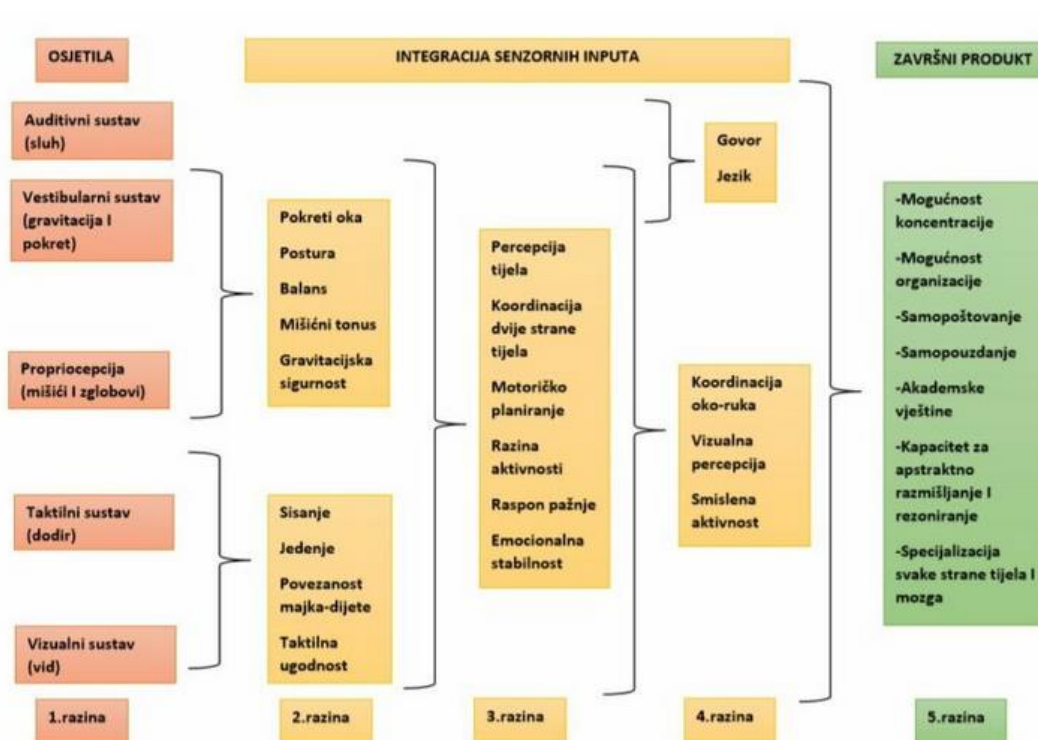 OSJETILA
INTEGRACIJA SENZORNIH INPUTA
ZAVRŠNI PRODUKT
Auditivni sustav
(sluh)
Vestibularni sustav
(gravitacija I
pokret)
Propriocepcija
(mišići I zglobovi)
Taktilni sustav
(dodir)
Vizualni sustav
(vid)
1.razina
Pokreti oka
Postura
Balans
Mišićni tonus
Gravitacijska
sigurnost
Sisanje
Jedenje
Povezanost
majka-dijete
Taktilna
ugodnost
2.razina
Percepcija
tijela
Koordinacija
dvije strane
tijela
Motoričko
planiranje
Razina
aktivnosti
Raspon pažnje
Emocionalna
stabilnost
3.razina
Govor
Jezik
Koordinacija
oko-ruka
Vizualna
percepcija
Smislena
aktivnost
4.razina
-Mogućnost
koncentracije
-Mogućnost
organizacije
-Samopoštovanje
-Samopouzdanje
-Akademske
vještine
-Kapacitet za
apstraktno
razmišljanje I
rezoniranje
-Specijalizacija
svake strane tijela I
mozga
5.razina